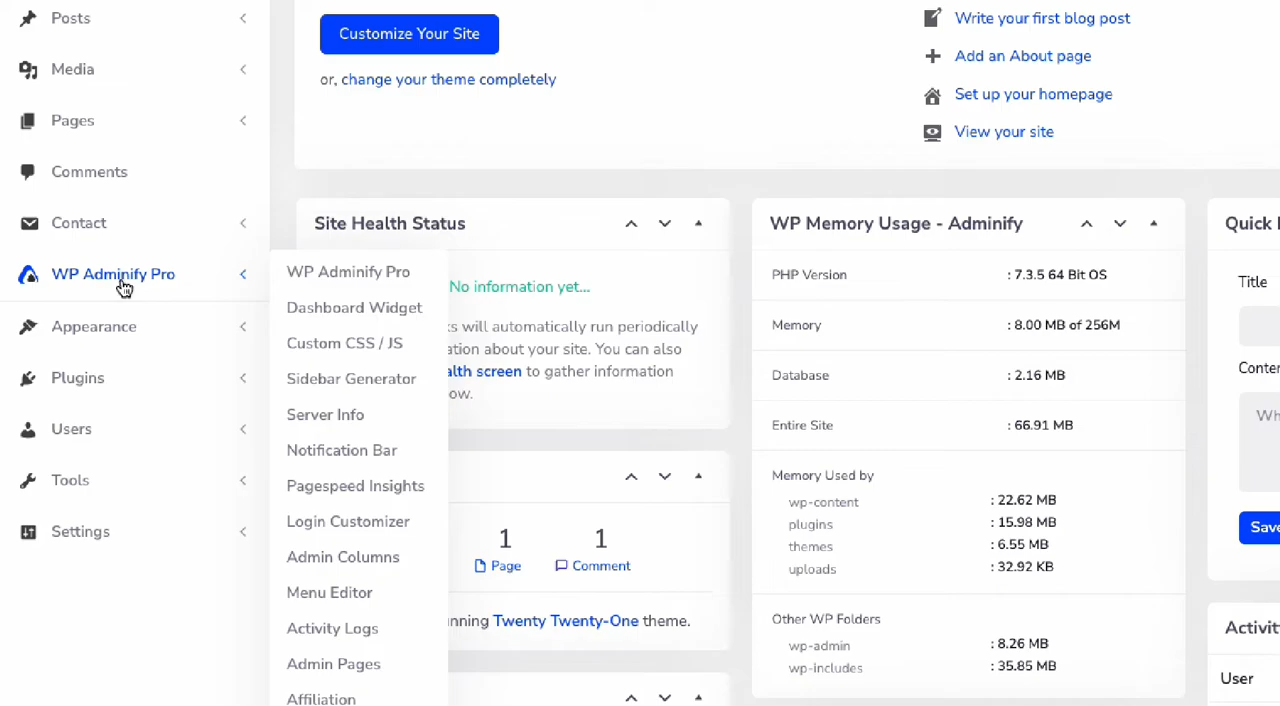 Posts
Media
Pages
Comments
Contact
WP Adminify Pro
Appearance
Plugins
Users
Tools
Settings
WP Adminify Pro
Dashboard Widget
Custom CSS / JS
Sidebar Generator
Server Info
Notification Bar
Pagespeed Insights
Login Customizer
Admin Columns
Menu Editor
Activity Logs
Admin Pages
Affiliation
Customize Your Site
or, change your theme completely
Write your first blog post
Add an About page
Set up your homepage
View your site
Site Health Status
No information yet...
ks will automatically run periodically
ation about your site. You can also
alth screen to gather information
ow.
1
Page
1
Comment
unning Twenty Twenty-One theme.
WP Memory Usage - Adminify
PHP Version : 7.3.5 64 Bit OS
Memory : 8.00 MB of 256M
Database : 2.16 MB
Entire Site : 66.91 MB
Memory Used by
wp-content : 22.62 MB
plugins : 15.98 MB
themes : 6.55 MB
uploads : 32.92 KB
Other WP Folders
wp-admin : 8.26 MB
wp-includes : 35.85 MB
Quick
Title
Conter
Wh
Save
Activit
User